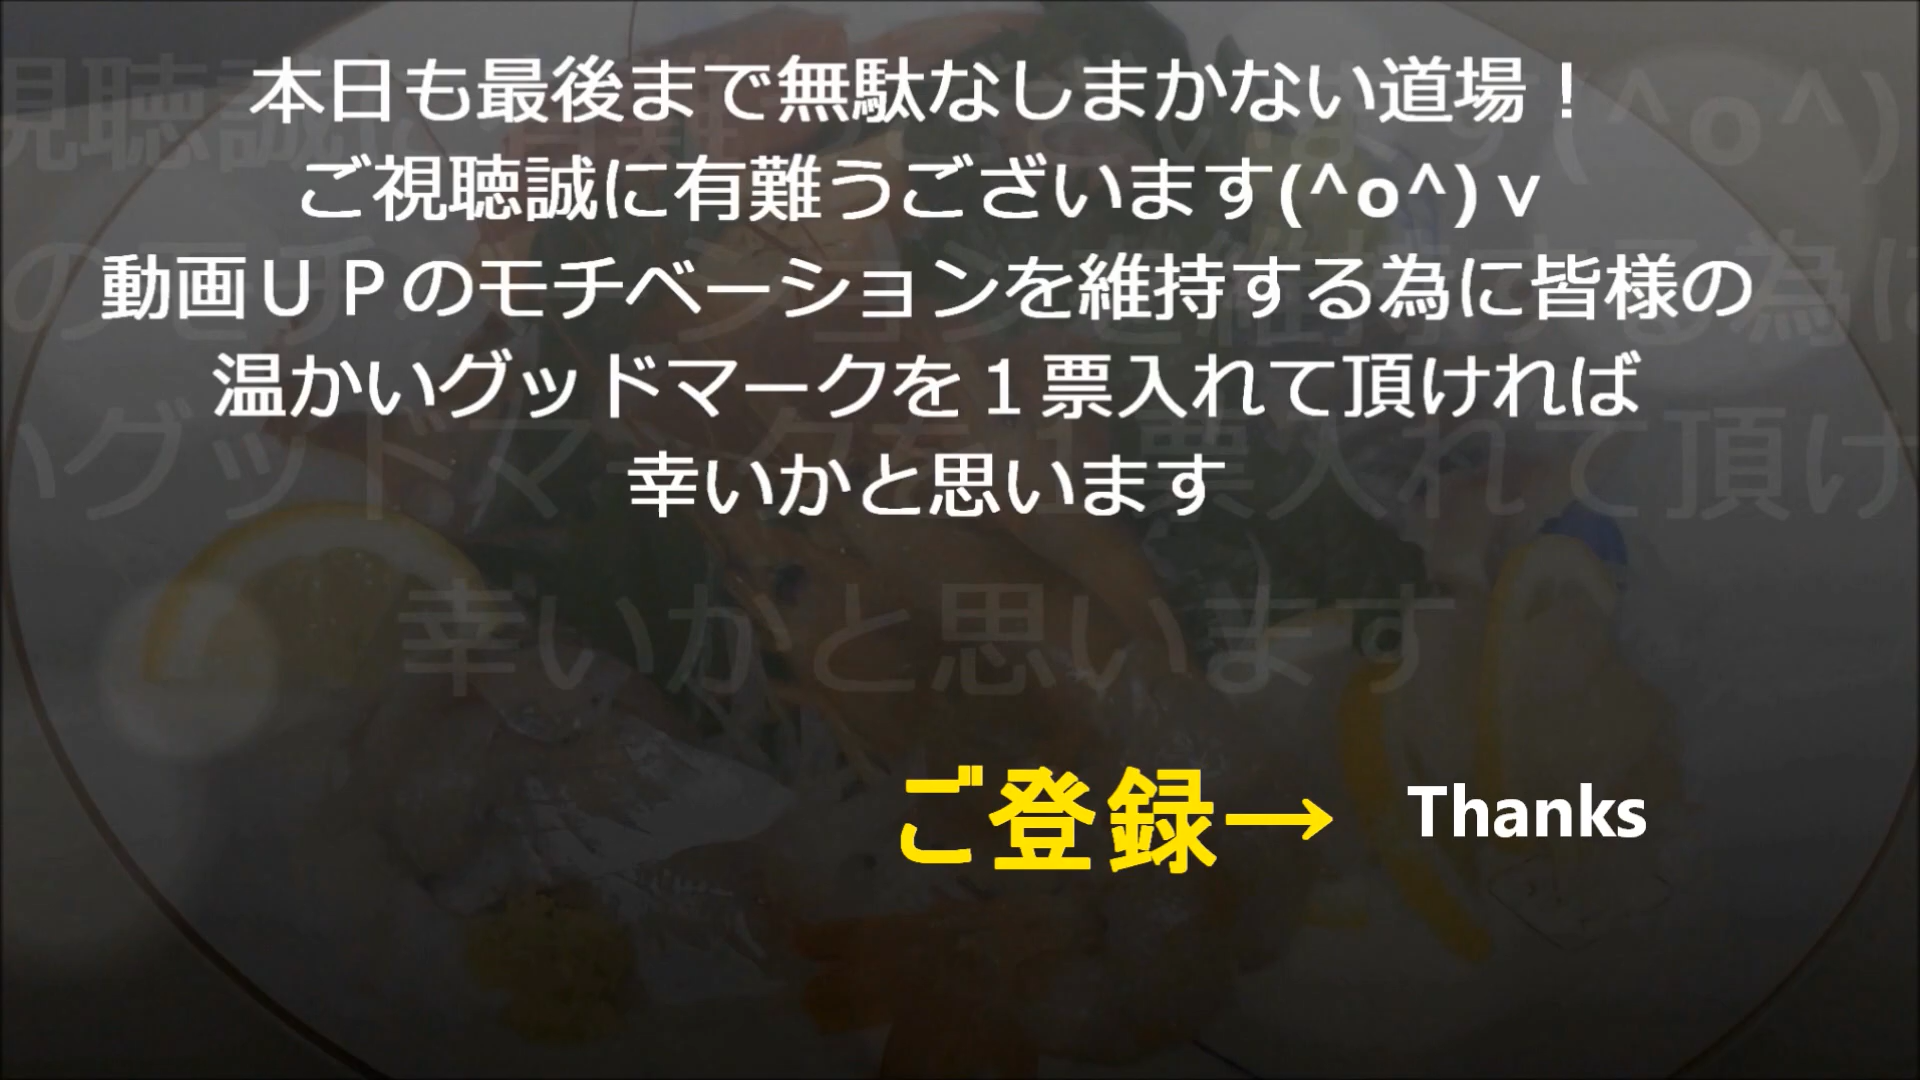 本日も最後まで無駄なしまかない道場！
ご視聴誠に有難うございます(^o^)ｖ
動画ＵＰのモチベーションを維持する為に皆様の
温かいグッドマークを１票入れて頂ければ
幸いかと思います
ご登録→
Thanks